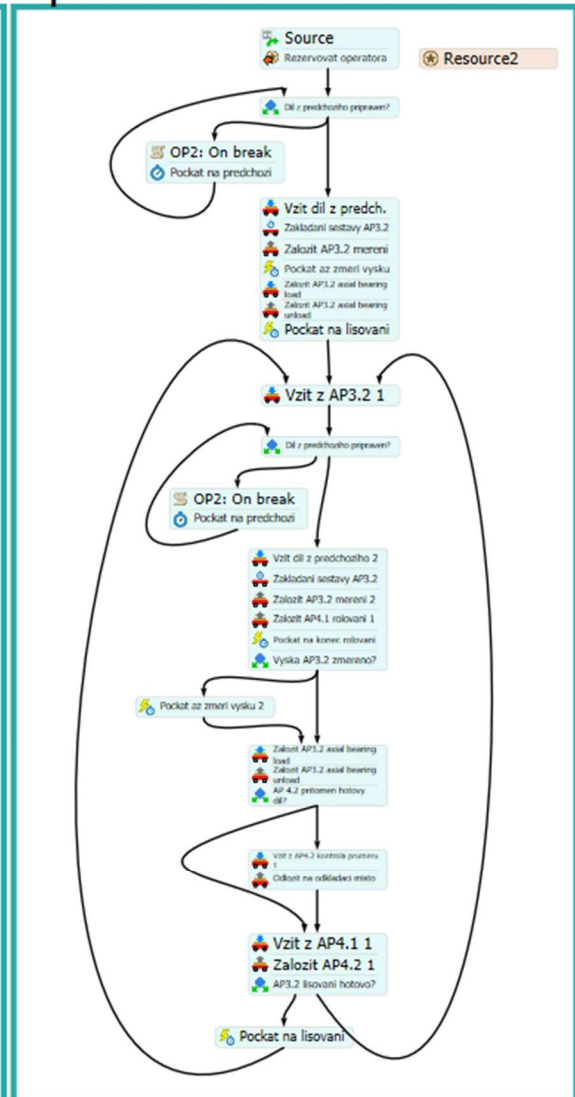 Source
Rezervovat operatora
Resource2
Dil z predchoziho pripraven?
OP2: On break
Pockat na predchozi
Vzit dil z predch.
Zakladani sestavy AP3.2
Zalozit AP3.2 mereni
Pockat az zmeri vysku
Zalozit AP3.2 axial bearing
load
Zalozit AP3.2 axial bearing
unload
Pockat na lisovani
Vzit z AP3.2 1
Dil z predchoziho pripraven?
OP2: On break
Pockat na predchozi
Vzit dil z predchoziho 2
Zakladani sestavy AP3.2
Zalozit AP3.2 mereni 2
Zalozit AP4.1 rolovani 1
Pockat na konec rolovani
Vyska AP3.2 zmereno?
Pockat az zmeri vysku 2
Zalozit AP3.2 axial bearing
load
Zalozit AP3.2 axial bearing
unload
AP 4.2 pritomen hotovy
dil?
Vzit z AP4.2 kontrola prumeru
1
Odlozit na odkladaci misto
Vzit z AP4.1 1
Zalozit AP4.2 1
AP3.2 lisovani hotovo?
Pockat na lisovani